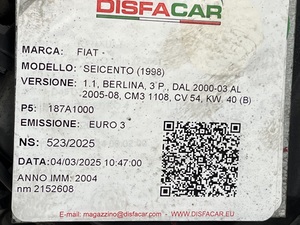 DISFACAR
MARCA: FIAT -
MODELLO: SEICENTO (1998)
VERSIONE: 1.1, BERLINA, 3 P., DAL 2000-03 AL
2005-08, CM3 1108, CV 54, KW 40 (B)
P5: 187A1000
EMISSIONE: EURO 3
NS: 523/2025
DATA: 04/03/2025 10:47:00
ANNO IMM: 2004
nm 2152608
E-mail: magazzino@disfacar.eu WWW.DISFACAR.EU